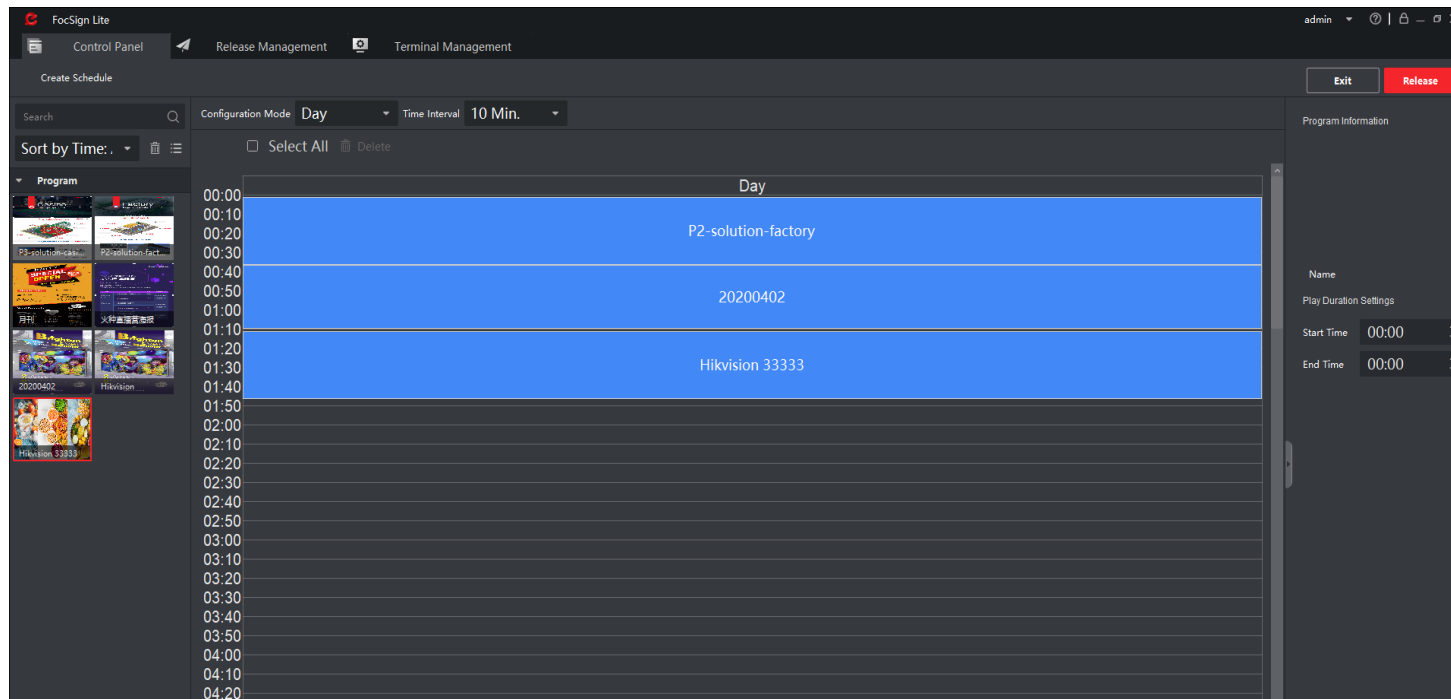 FocSign Lite
admin
Control Panel
Release Management
Terminal Management
Create Schedule
Exit
Release
Search
Configuration Mode Day
Time Interval 10 Min.
Program Information
Sort by Time:
Select All
Delete
Program
Day
00:00
00:10
P2-solution-factory
00:20
00:30
00:40
00:50
20200402
01:00
01:10
01:20
01:30
Hikvision 33333
01:40
01:50
02:00
02:10
02:20
02:30
02:40
02:50
03:00
03:10
03:20
03:30
03:40
03:50
04:00
04:10
04:20
P3-solution-cas...
P2-solution-fact...
SPECIAL
OFFER
月刊
火种直播营海报
20200402
Hikvision
Hikvision 33333
Name
Play Duration Settings
Start Time 00:00
End Time 00:00